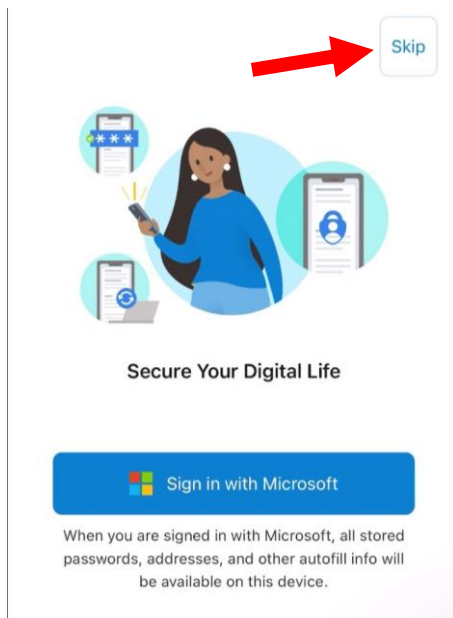 Skip
***
Secure Your Digital Life
Sign in with Microsoft
When you are signed in with Microsoft, all stored
passwords, addresses, and other autofill info will
be available on this device.